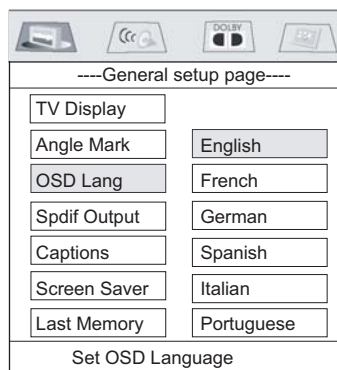 DOLBY
----General setup page----
TV Display
Angle Mark
English
OSD Lang
French
Spdif Output
German
Captions
Spanish
Screen Saver
Italian
Last Memory
Portuguese
Set OSD Language